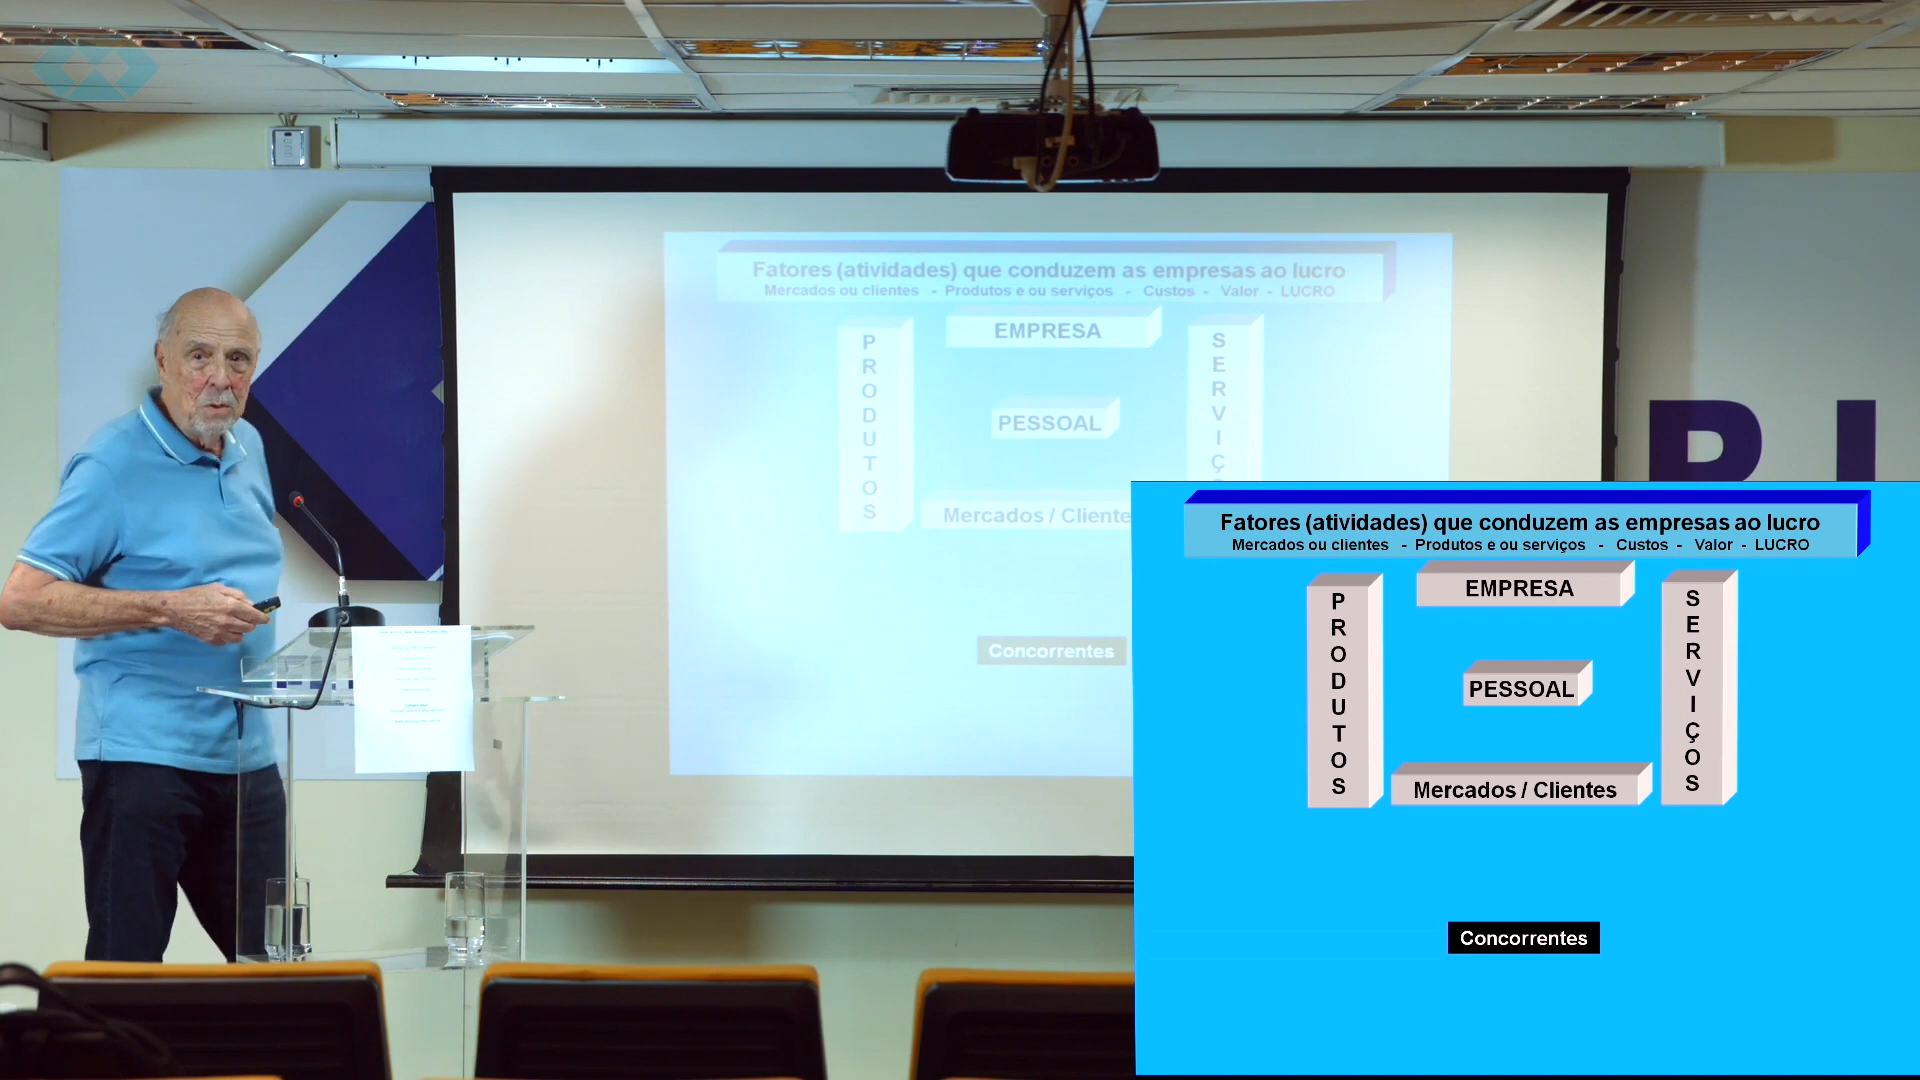 Fatores (atividades) que conduzem as empresas ao lucro
Mercados ou clientes - Produtos e ou serviços - Custos - Valor - LUCRO
EMPRESA
PRODUTOS
PESSOAL
SERVIÇ
Mercados / Cliente
Concorrentes
Fatores (atividades) que conduzem as empresas ao lucro
Mercados ou clientes - Produtos e ou serviços - Custos - Valor - LUCRO
EMPRESA
PRODUTOS
PESSOAL
SERVIÇOS
Mercados / Clientes
Concorrentes